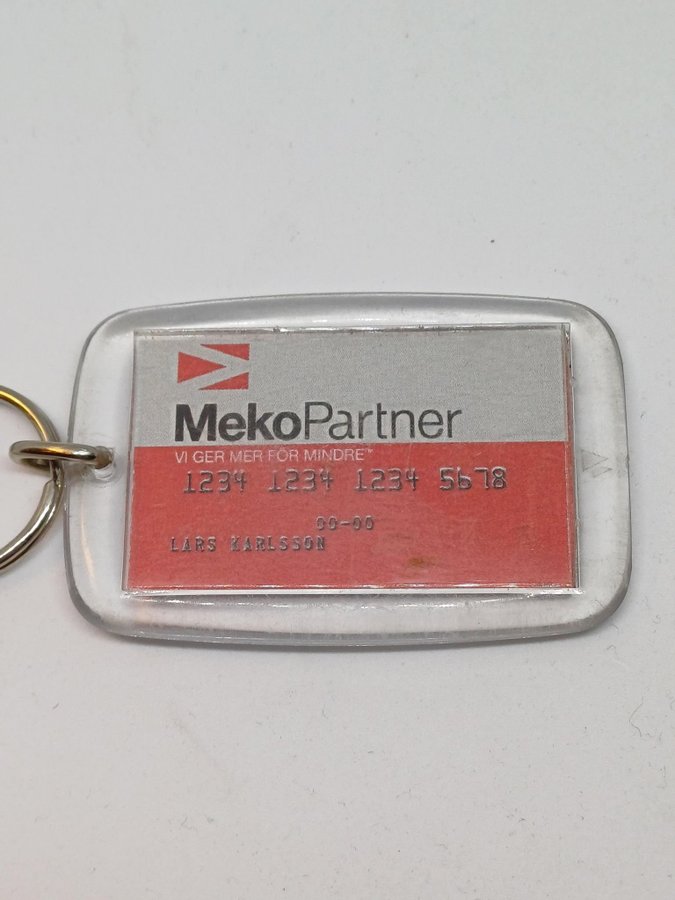 MekoPartner
VI GER MER FÖR MINDRE™
1234 1234 1234 5678
00-00
LARS KARLSSON